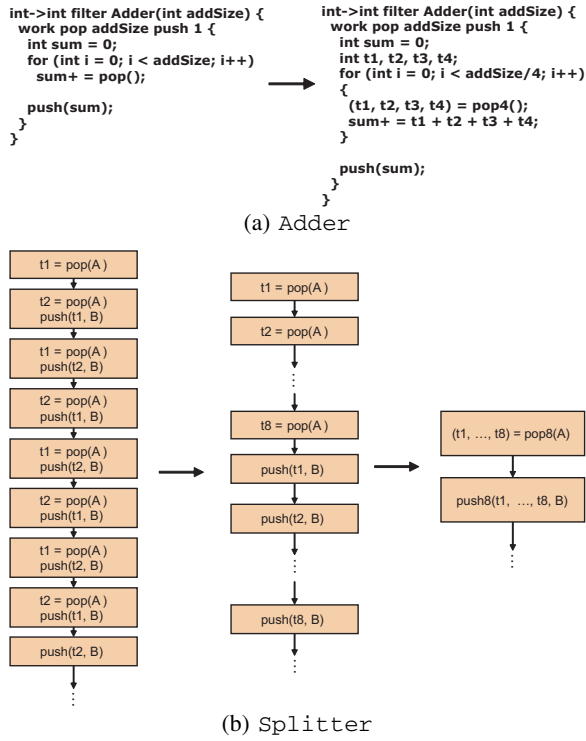 int->int filter Adder(int addSize) {
work pop addSize push 1 {
int sum = 0;
for (int i = 0; i < addSize; i++)
sum+ = pop();
push(sum);
}
}
int->int filter Adder(int addSize) {
work pop addSize push 1 {
int sum = 0;
int t1, t2, t3, t4;
for (int i = 0; i < addSize/4; i++)
{
(t1, t2, t3, t4) = pop4();
sum+ = t1 + t2 + t3 + t4;
}
push(sum);
}
}
(a) Adder
t1 = pop(A )
t2 = pop(A )
push(t1, B)
t1 = pop(A )
push(t2, B)
t2 = pop(A )
push(t1, B)
t1 = pop(A )
push(t2, B)
t2 = pop(A )
push(t1, B)
t1 = pop(A )
push(t2, B)
t2 = pop(A )
push(t1, B)
push(t2, B)
⋮
t1 = pop(A )
t2 = pop(A )
⋮
t8 = pop(A )
push(t1, B)
push(t2, B)
⋮
push(t8, B)
⋮
(t1, ..., t8) = pop8(A)
push8(t1, ..., t8, B)
⋮
(b) Splitter